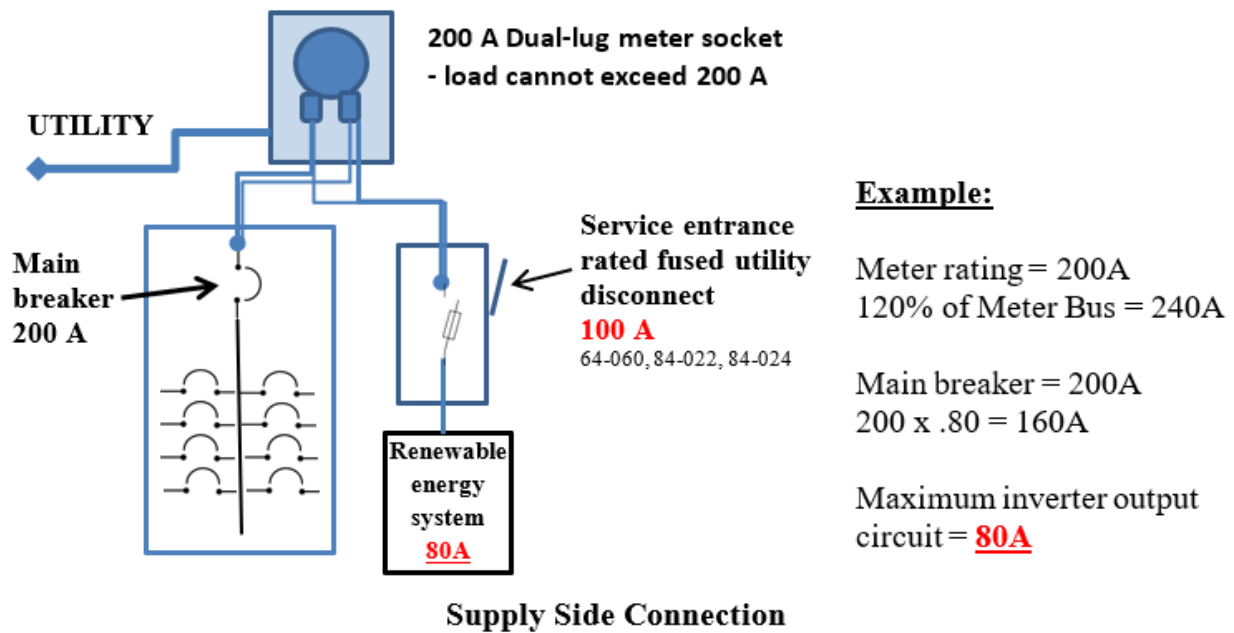 200 A Dual-lug meter socket
- load cannot exceed 200 A
UTILITY
Main
breaker
200 A
Service entrance
rated fused utility
disconnect
100 A
64-060, 84-022, 84-024
Renewable
energy
system
80A
Example:
Meter rating = 200A
120% of Meter Bus = 240A
Main breaker = 200A
200 x .80 = 160A
Maximum inverter output
circuit = 80A
Supply Side Connection